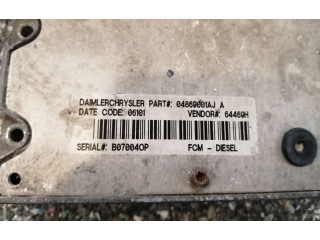 DAIMLERCHRYSLER PART#: 04869001AJ A
DATE CODE: 06101 VENDOR#: 64469H
SERIAL#: B07004OP FCM - DIESEL